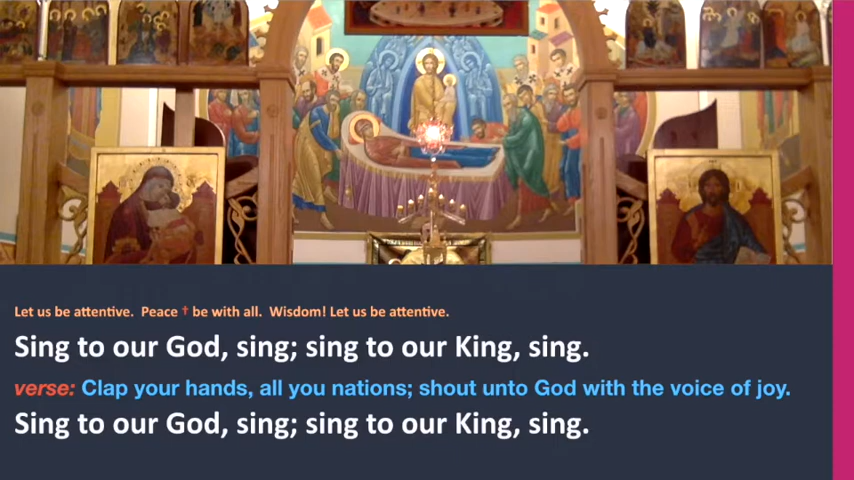 Let us be attentive. Peace ✝ be with all. Wisdom! Let us be attentive.
Sing to our God, sing; sing to our King, sing.
verse: Clap your hands, all you nations; shout unto God with the voice of joy.
Sing to our God, sing; sing to our King, sing.